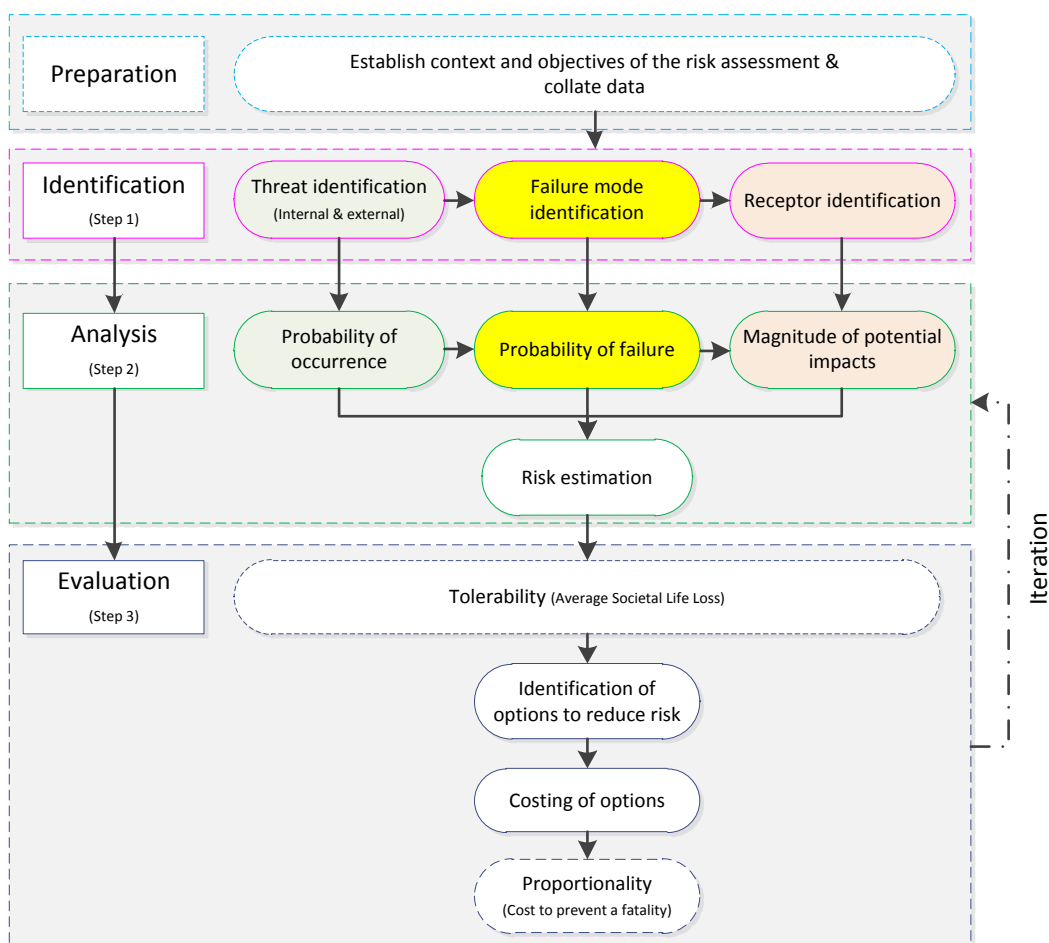 Preparation
Establish context and objectives of the risk assessment &
collate data
Identification
(Step 1)
Threat identification
(Internal & external)
Failure mode
identification
Receptor identification
Analysis
(Step 2)
Probability of
occurrence
Probability of failure
Magnitude of potential
impacts
Risk estimation
Evaluation
(Step 3)
Tolerability (Average Societal Life Loss)
Identification of
options to reduce risk
Costing of options
Proportionality
(Cost to prevent a fatality)
Iteration